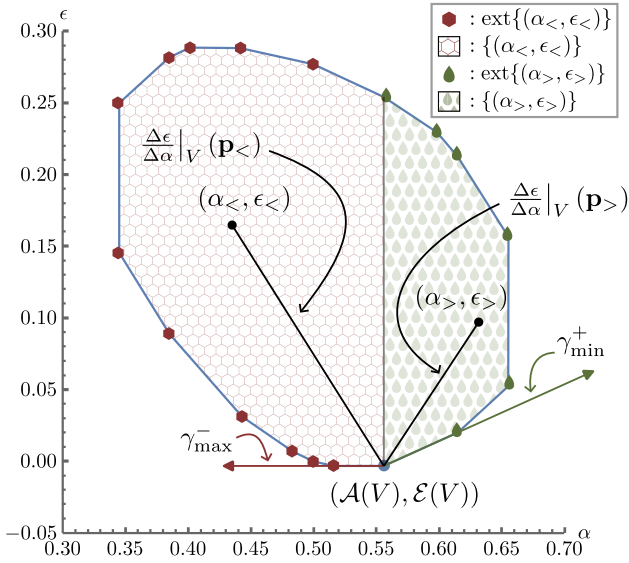 ϵ
: ext{(α<, ϵ<)}
: {(α<, ϵ<)}
: ext{(α>, ϵ>)}
: {(α>, ϵ>)}
0.30
0.25
0.20
0.15
0.10
0.05
0.00
−0.05
Δϵ/Δα|V (p<)
(α<, ϵ<)
Δϵ/Δα|V (p>)
(α>, ϵ>)
γ+min
γ−max
(𝒜(V), ℰ(V))
0.30 0.35 0.40 0.45 0.50 0.55 0.60 0.65 0.70
α